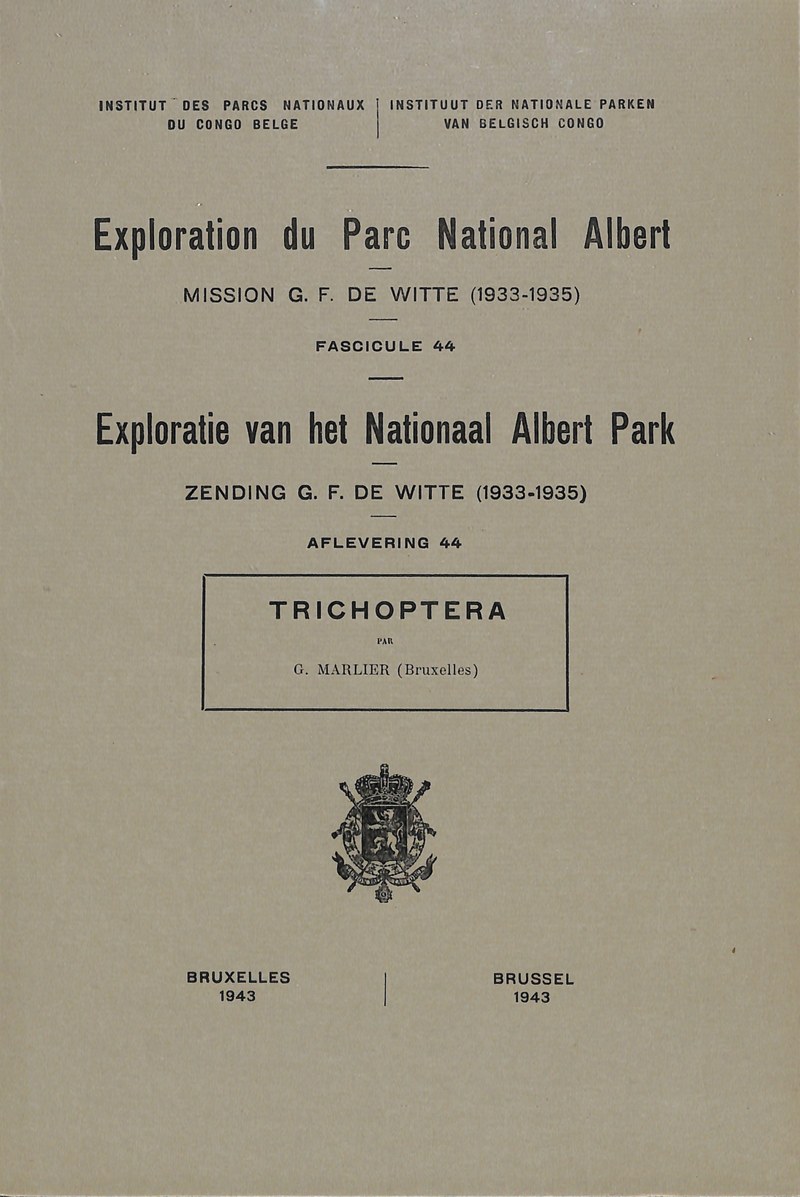 INSTITUT DES PARCS NATIONAUX
DU CONGO BELGE
INSTITUUT DER NATIONALE PARKEN
VAN BELGISCH CONGO
Exploration du Parc National Albert
MISSION G. F. DE WITTE (1933-1935)
FASCICULE 44
Exploratie van het Nationaal Albert Park
ZENDING G. F. DE WITTE (1933-1935)
AFLEVERING 44
TRICHOPTERA
PAR
G. MARLIER (Bruxelles)
BRUXELLES
1943
BRUSSEL
1943